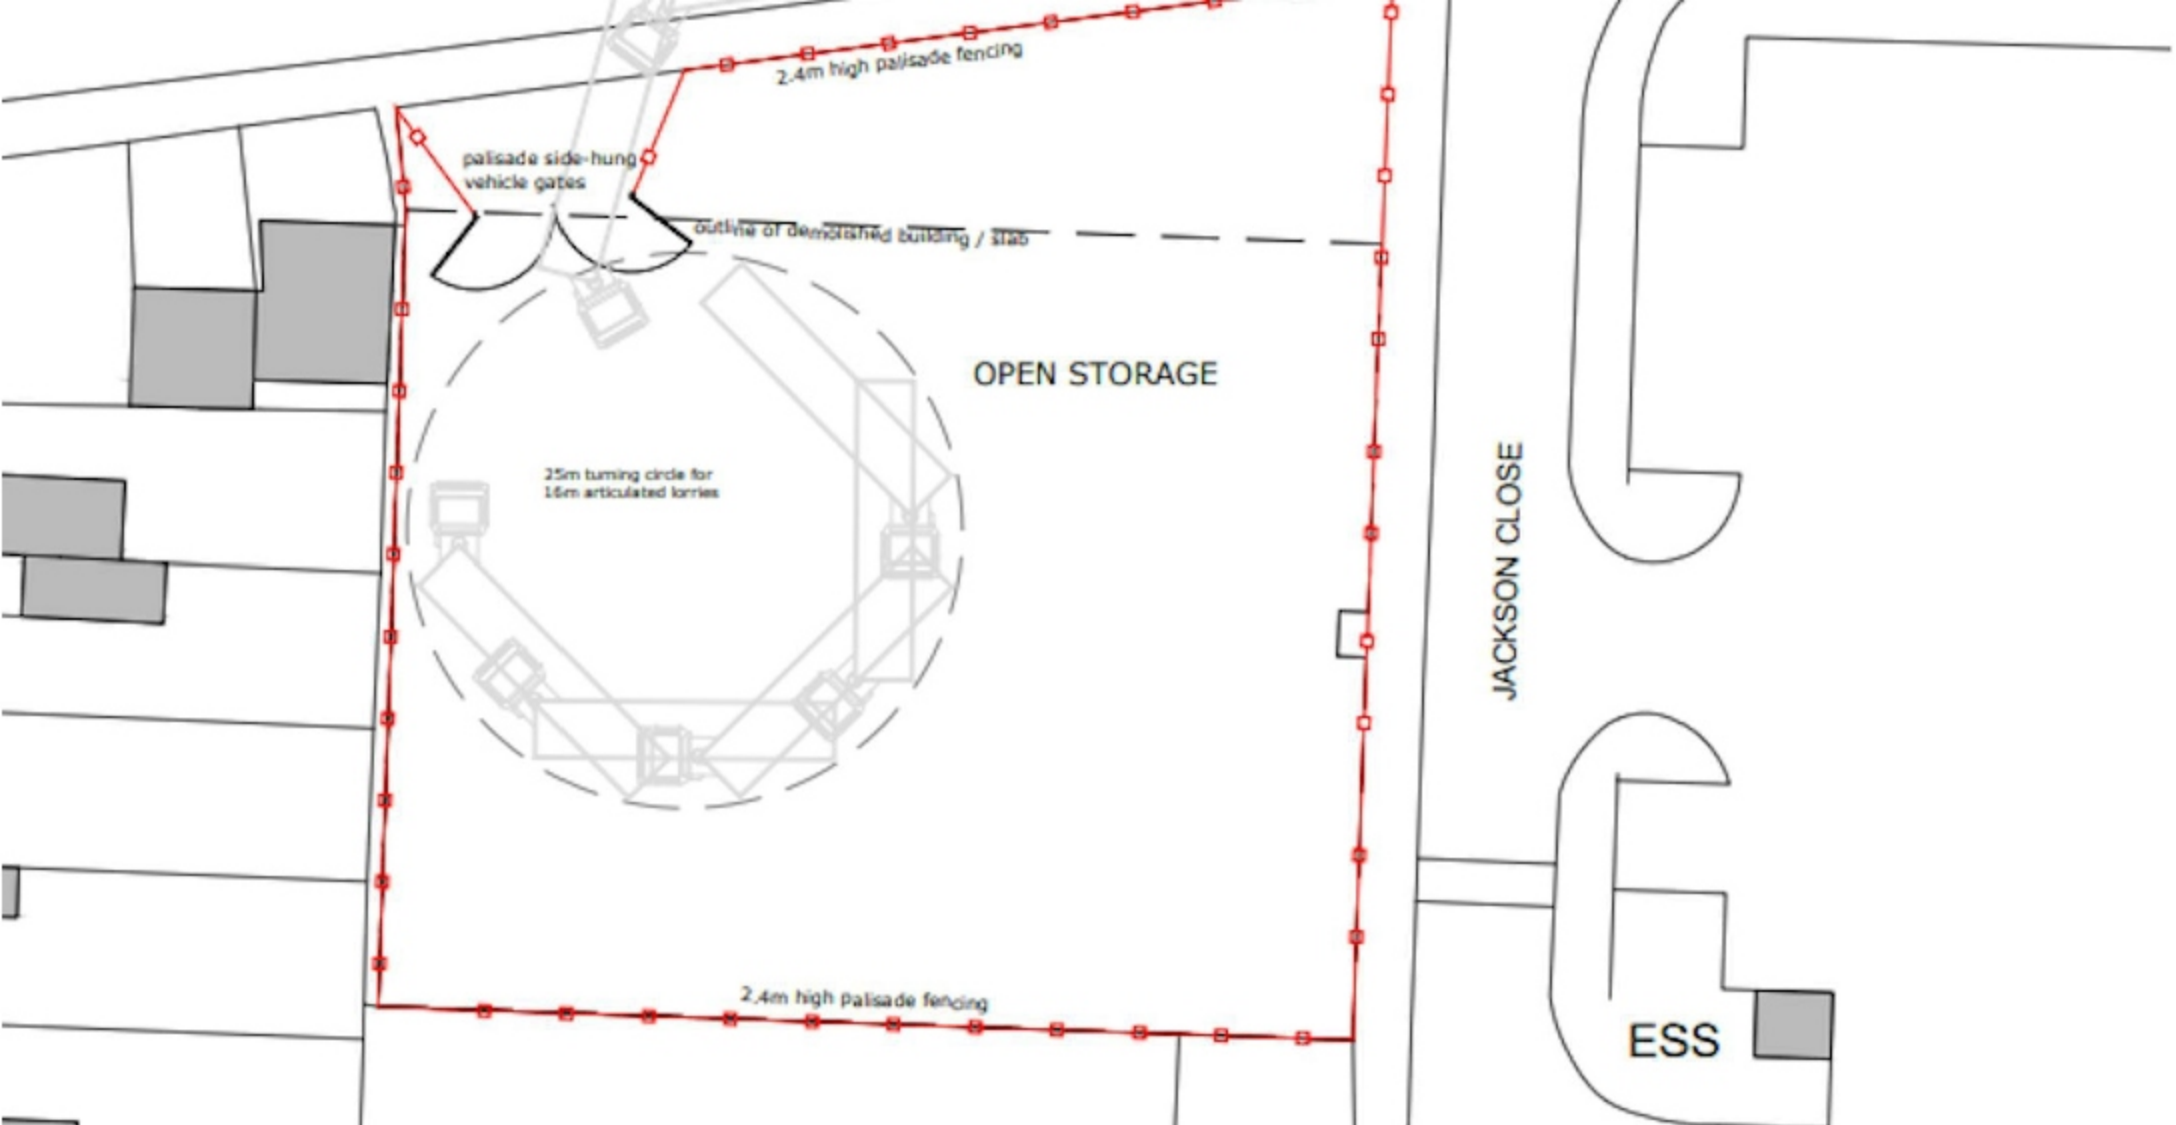 2.4m high palisade fencing
palisade side-hung
vehicle gates
outline of demolished building / slab
OPEN STORAGE
25m turning circle for
16m articulated lorries
JACKSON CLOSE
2.4m high palisade fencing
ESS